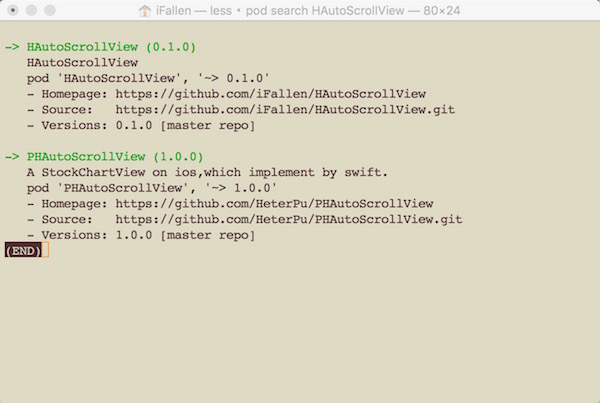 iFallen — less ◂ pod search HAutoScrollView — 80×24
-> HAutoScrollView (0.1.0)
HAutoScrollView
pod 'HAutoScrollView', '~> 0.1.0'
- Homepage: https://github.com/iFallen/HAutoScrollView
- Source:   https://github.com/iFallen/HAutoScrollView.git
- Versions: 0.1.0 [master repo]
-> PHAutoScrollView (1.0.0)
A StockChartView on ios,which implement by swift.
pod 'PHAutoScrollView', '~> 1.0.0'
- Homepage: https://github.com/HeterPu/PHAutoScrollView
- Source:   https://github.com/HeterPu/PHAutoScrollView.git
- Versions: 1.0.0 [master repo]
(END)